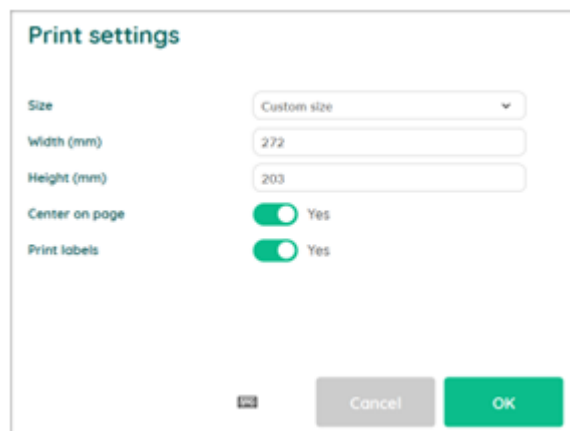 Print settings
Size Custom size
Width (mm) 272
Height (mm) 203
Center on page Yes
Print labels Yes
Cancel OK